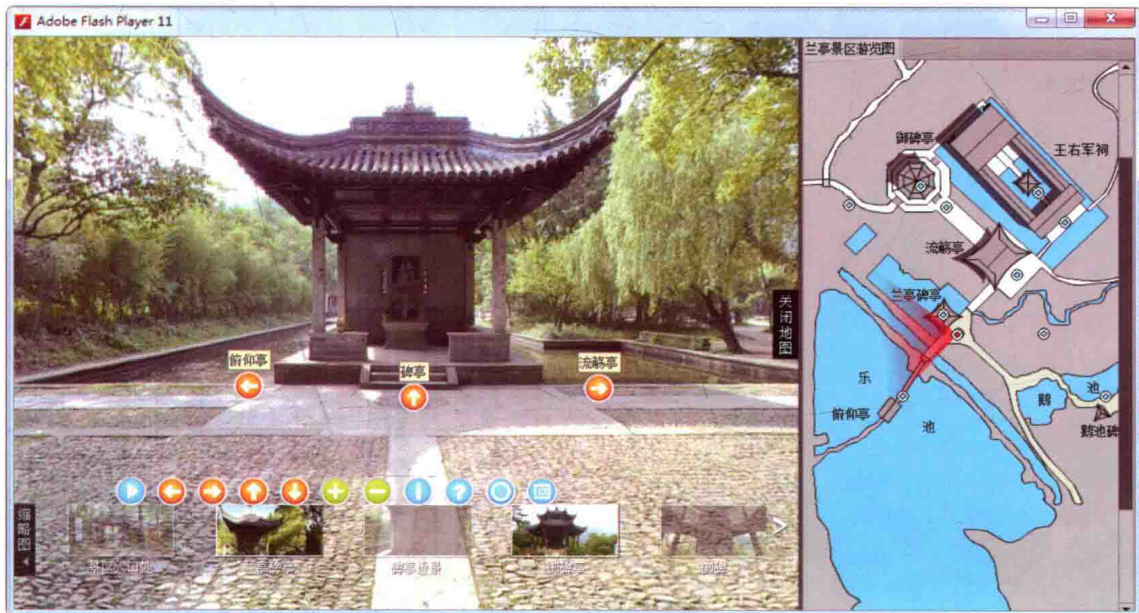 Adobe Flash Player 11
兰亭景区游览图
御碑亭
王右军祠
流觞亭
兰亭碑亭
关闭地图
俯仰亭
碑亭
流觞亭
乐
池
俯仰亭
鹅
池
鹅池碑
缩略图
碑亭近景
御碑亭